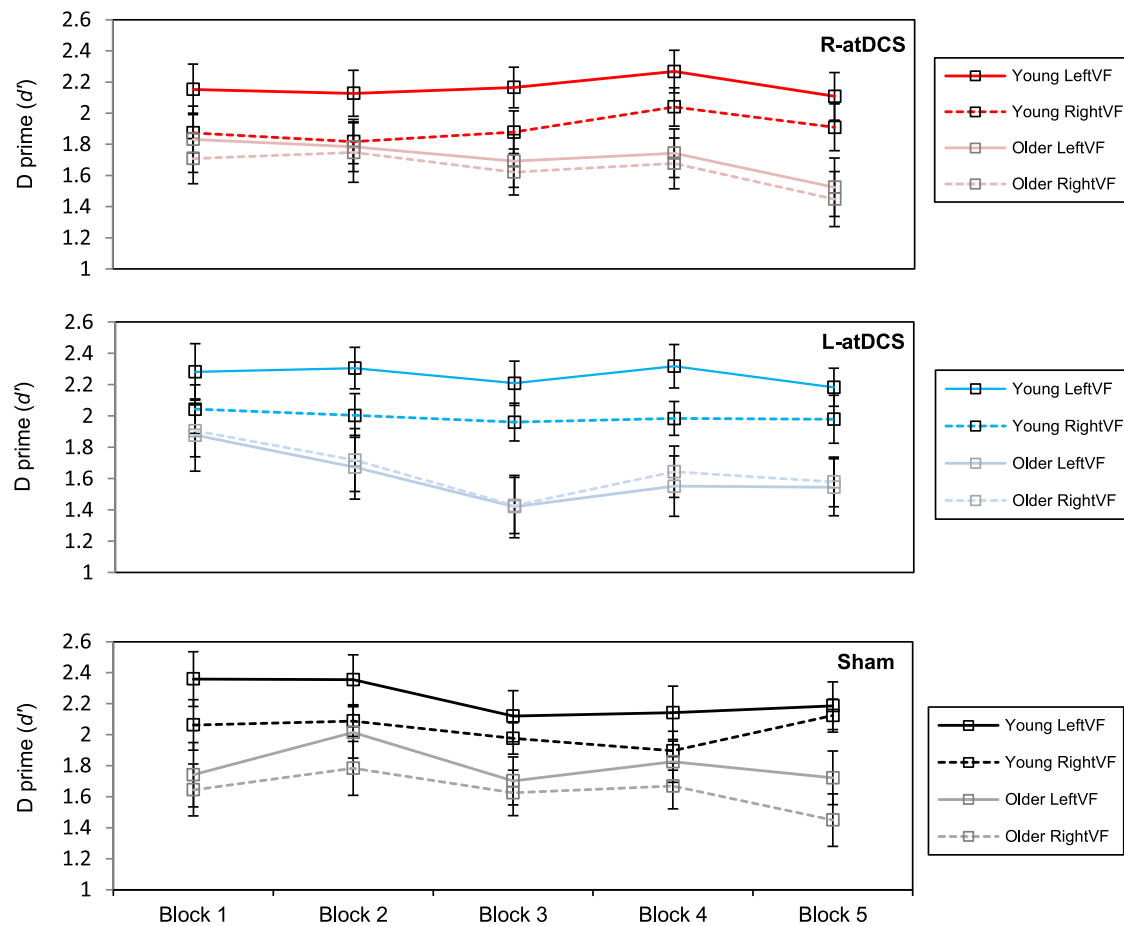 R-atDCS
D prime (d′)
2.6
2.4
2.2
2
1.8
1.6
1.4
1.2
1
Young LeftVF
Young RightVF
Older LeftVF
Older RightVF
L-atDCS
D prime (d′)
2.6
2.4
2.2
2
1.8
1.6
1.4
1.2
1
Young LeftVF
Young RightVF
Older LeftVF
Older RightVF
Sham
D prime (d′)
2.6
2.4
2.2
2
1.8
1.6
1.4
1.2
1
Young LeftVF
Young RightVF
Older LeftVF
Older RightVF
Block 1 Block 2 Block 3 Block 4 Block 5